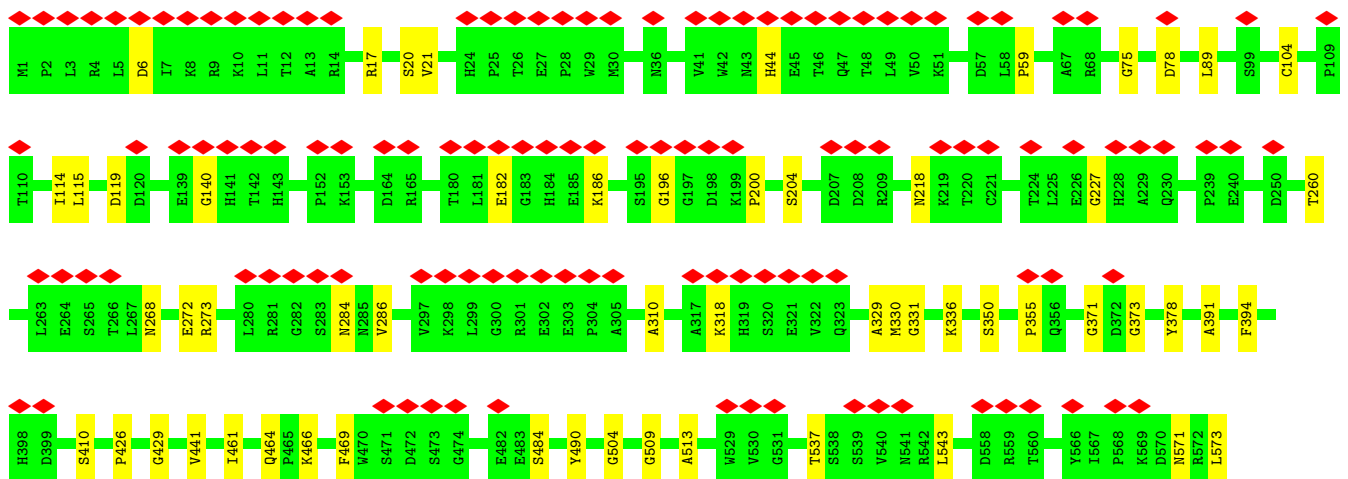 M1 P2 L3 R4 L5 D6 I7 K8 R9 K10 L11 T12 A13 R14 R17 S20 V21 H24 P25 T26 E27 P28 W29 M30 N36 V41 W42 N43 H44 E45 T46 Q47 T48 L49 V50 K51 D57 L58 P59 A67 R68 G75 D78 L89 S99 C104 P109
T110 I114 L115 D119 D120 E139 G140 H141 T142 H143 P152 K153 D164 R165 T180 L181 E182 G183 H184 E185 K186 S195 G196 G197 D198 K199 P200 S204 D207 D208 R209 N218 K219 T220 C221 T224 L225 E226 G227 H228 A229 Q230 P239 E240 D250 T260
L263 E264 S265 T266 L267 N268 E272 R273 L280 R281 G282 S283 N284 N285 V286 V297 K298 L299 G300 R301 E302 E303 P304 A305 A310 A317 K318 H319 S320 E321 V322 Q323 A329 M330 G331 K336 S350 P355 Q356 G371 D372 G373 Y378 A391 F394
H398 D399 S410 P426 G429 V441 I461 Q464 P465 K466 F469 W470 S471 D472 S473 G474 E482 E483 S484 Y490 G504 G509 A513 W529 V530 G531 T537 S538 S539 V540 N541 R542 L543 D558 R559 T560 Y566 I567 P568 K569 D570 N571 R572 L573